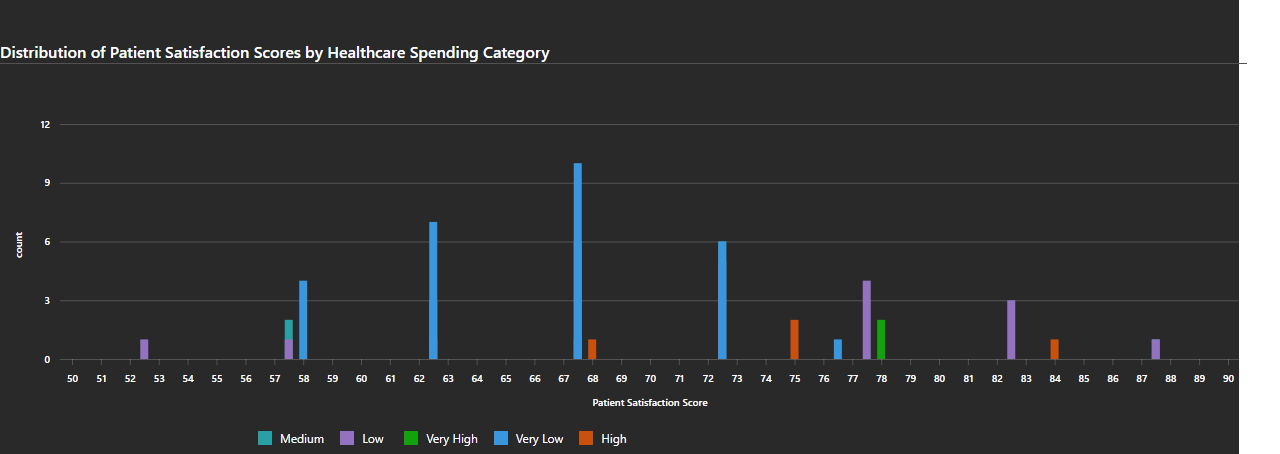 Distribution of Patient Satisfaction Scores by Healthcare Spending Category
12
9
6
3
0
count
50 51 52 53 54 55 56 57 58 59 60 61 62 63 64 65 66 67 68 69 70 71 72 73 74 75 76 77 78 79 80 81 82 83 84 85 86 87 88 89 90
Patient Satisfaction Score
Medium Low Very High Very Low High